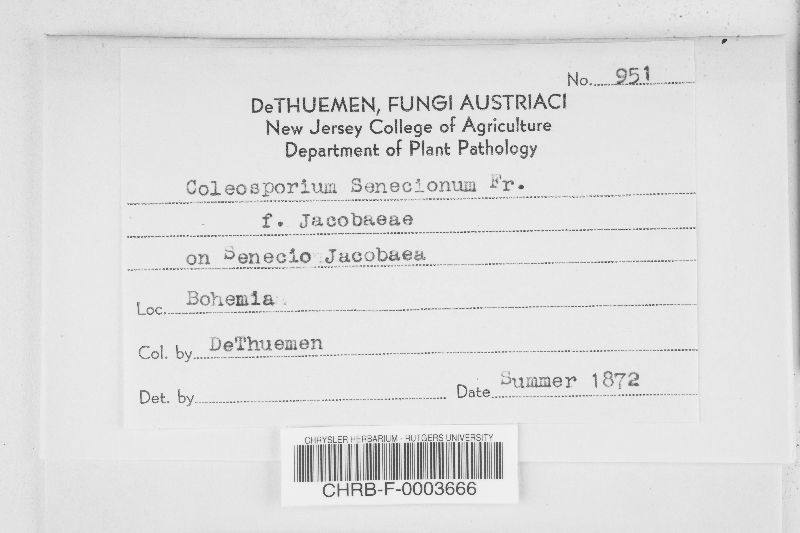 No. 951
DeTHUEMEN, FUNGI AUSTRIACI
New Jersey College of Agriculture
Department of Plant Pathology
Coleosporium Senecionum Fr.
f. Jacobaeae
on Senecio Jacobaea
Loc. Bohemia
Col. by DeThuemen
Det. by
Date Summer 1872
CHRYSLER HERBARIUM - RUTGERS UNIVERSITY
CHRB-F-0003666